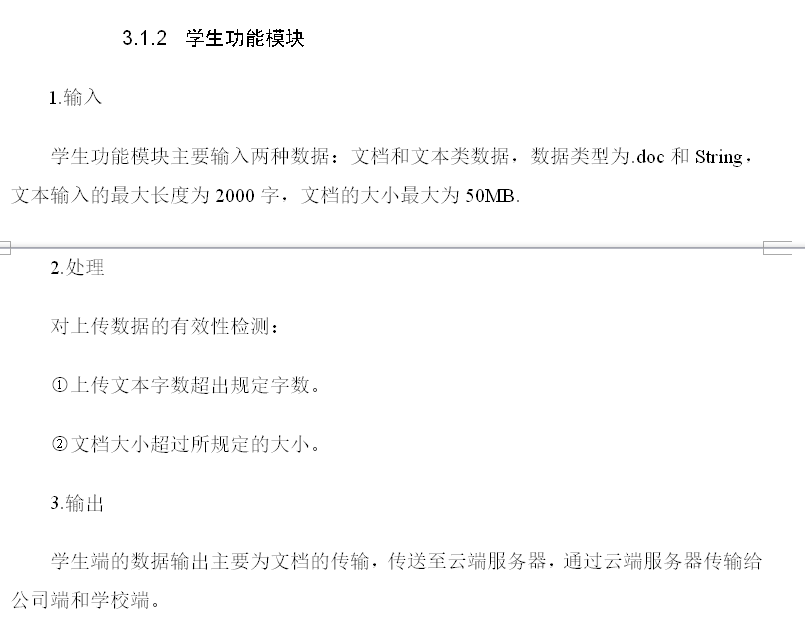 3.1.2 学生功能模块
1.输入
学生功能模块主要输入两种数据：文档和文本类数据，数据类型为.doc 和 String，
文本输入的最大长度为 2000 字，文档的大小最大为 50MB.
2.处理
对上传数据的有效性检测：
①上传文本字数超出规定字数。
②文档大小超过所规定的大小。
3.输出
学生端的数据输出主要为文档的传输，传送至云端服务器，通过云端服务器传输给
公司端和学校端。